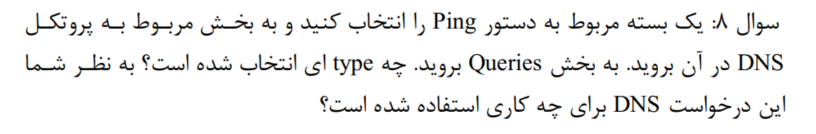 سوال ۸: یک بسته مربوط به دستور Ping را انتخاب کنید و به بخش مربوط به پروتکل
DNS در آن بروید. به بخش Queries بروید. چه type ای انتخاب شده است؟ به نظر شما
این درخواست DNS برای چه کاری استفاده شده است؟